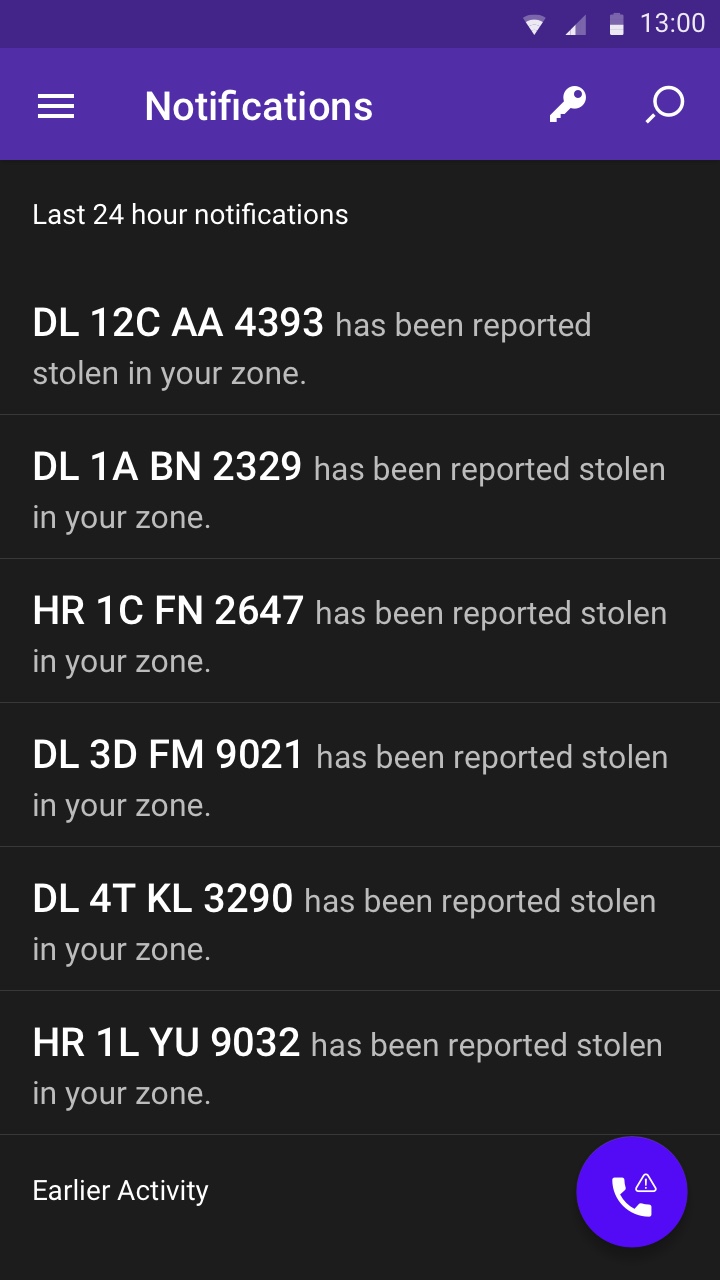 13:00
Notifications
Last 24 hour notifications
DL 12C AA 4393 has been reported
stolen in your zone.
DL 1A BN 2329 has been reported stolen
in your zone.
HR 1C FN 2647 has been reported stolen
in your zone.
DL 3D FM 9021 has been reported stolen
in your zone.
DL 4T KL 3290 has been reported stolen
in your zone.
HR 1L YU 9032 has been reported stolen
in your zone.
Earlier Activity